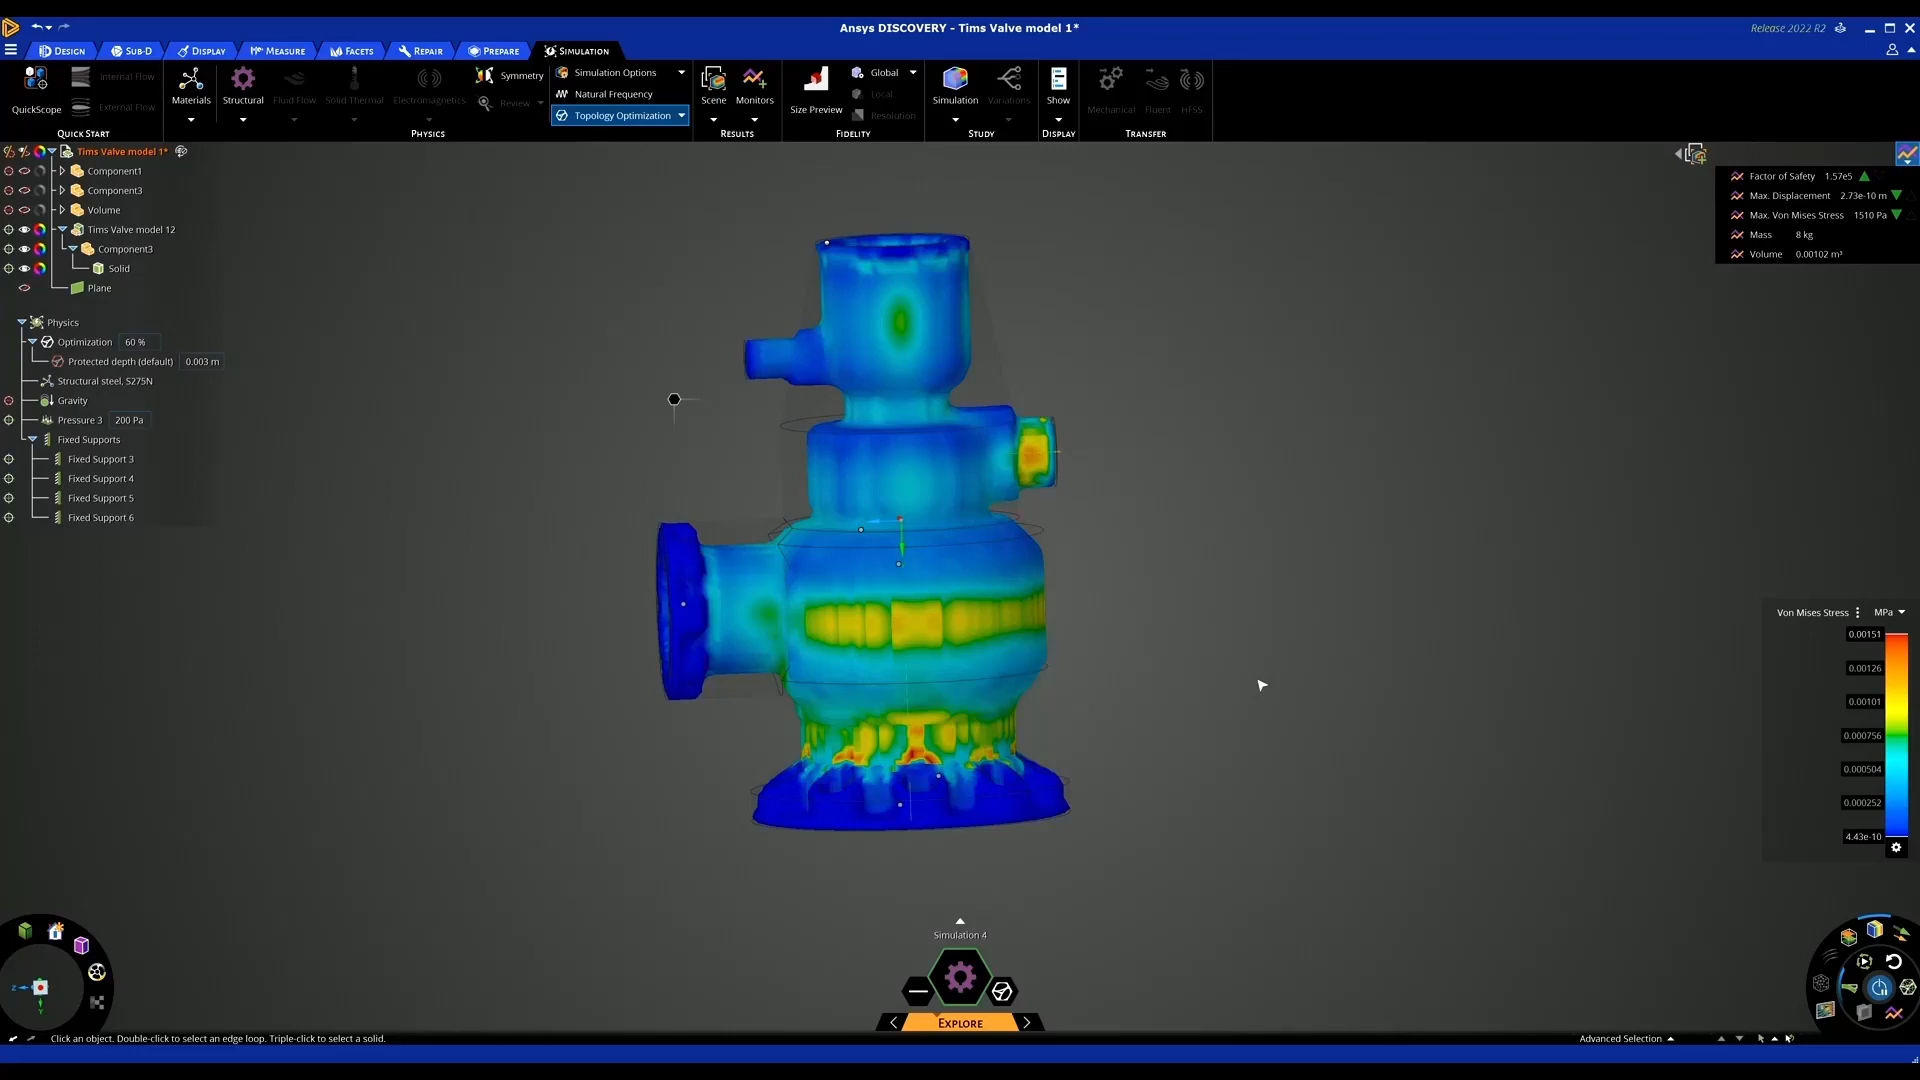 Ansys DISCOVERY - Tims Valve model 1*
Release 2022 R2
DESIGN SUB-D DISPLAY MEASURE FACETS REPAIR PREPARE SIMULATION
QuickScope
Internal Flow
External Flow
QUICK START
Materials
Structural
Fluid Flow
Solid Thermal
Electromagnetics
Symmetry
Review
PHYSICS
Simulation Options
Natural Frequency
Topology Optimization
Scene
Monitors
RESULTS
Size Preview
Global
Local
Resolution
FIDELITY
Simulation
Variations
STUDY
Show
DISPLAY
Mechanical
Fluent
HFSS
TRANSFER
Tims Valve model 1*
Component1
Component3
Volume
Tims Valve model 12
Component3
Solid
Plane
Physics
Optimization 60 %
Protected depth (default) 0.003 m
Structural steel, S275N
Gravity
Pressure 3 200 Pa
Fixed Supports
Fixed Support 3
Fixed Support 4
Fixed Support 5
Fixed Support 6
Factor of Safety 1.57e5
Max. Displacement 2.73e-10 m
Max. Von Mises Stress 1510 Pa
Mass 8 kg
Volume 0.00102 m³
Von Mises Stress MPa
0.00151
0.00126
0.00101
0.000756
0.000504
0.000252
4.43e-10
Simulation 4
EXPLORE
Z
Y
Click an object. Double-click to select an edge loop. Triple-click to select a solid.
Advanced Selection